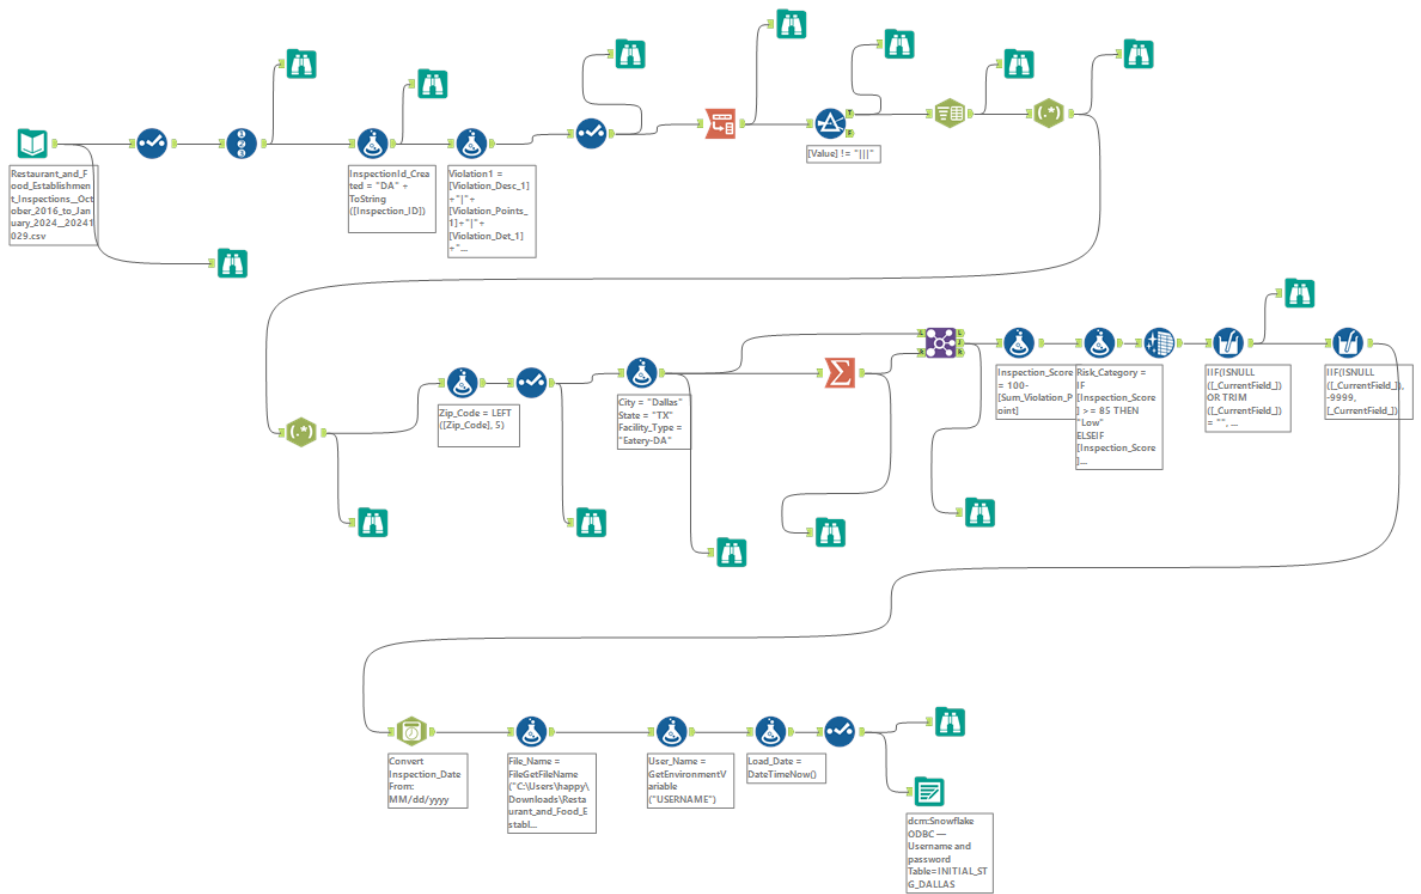 Restaurant_and_F
ood_Establishmen
t_Inspections__Oct
ober_2016_to_Jan
uary_2024__20241
029.csv
1
2
3
InspectionId_Crea
ted = "DA" +
ToString
([Inspection_ID])
Violation1 =
[Violation_Desc_1]
+"|"+
[Violation_Points_
1]+"|"+
[Violation_Det_1]
+"...
[Value] != "|||"
T
F
(.*)
(.*)
Zip_Code = LEFT
([Zip_Code], 5)
City = "Dallas"
State = "TX"
Facility_Type =
"Eatery-DA"
Σ
L
R
L
J
R
Inspection_Score
= 100-
[Sum_Violation_P
oint]
Risk_Category =
IF
[Inspection_Score
] >= 85 THEN
"Low"
ELSEIF
[Inspection_Score
]...
IIF(ISNULL
([_CurrentField_])
OR TRIM
([_CurrentField_])
= "", ...
IIF(ISNULL
([_CurrentField_]),
-9999,
[_CurrentField_])
Convert
Inspection_Date
From:
MM/dd/yyyy
File_Name =
FileGetFileName
("C:\Users\happy\
Downloads\Resta
urant_and_Food_E
stabl...
User_Name =
GetEnvironmentV
ariable
("USERNAME")
Load_Date =
DateTimeNow()
dcm:Snowflake
ODBC —
Username and
password
Table=INITIAL_ST
G_DALLAS